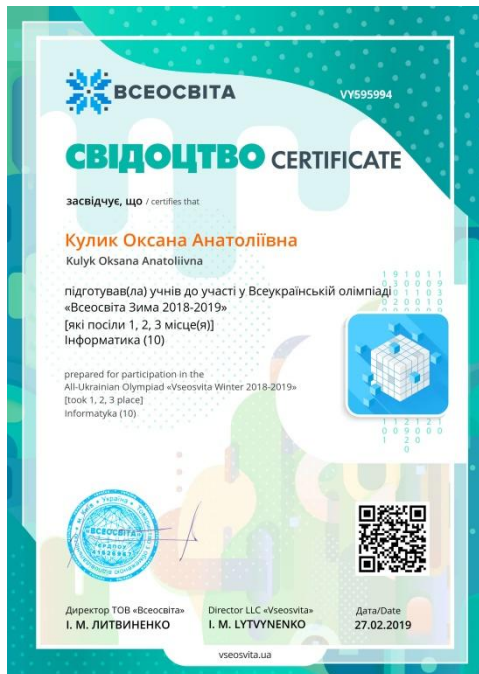 ВСЕОСВІТА
VY595994
СВІДОЦТВО CERTIFICATE
засвідчує, що / certifies that
Кулик Оксана Анатоліївна
Kulyk Oksana Anatoliivna
підготував(ла) учнів до участі у Всеукраїнській олімпіаді
«Всеосвіта Зима 2018-2019»
[які посіли 1, 2, 3 місце(я)]
Інформатика (10)
prepared for participation in the
All-Ukrainian Olympiad «Vseosvita Winter 2018-2019»
[took 1, 2, 3 place]
Informatyka (10)
«ВСЕОСВІТА»
Директор ТОВ «Всеосвіта»
І. М. ЛИТВИНЕНКО
Director LLC «Vseosvita»
I. M. LYTVYNENKO
Дата/Date
27.02.2019
vseosvita.ua